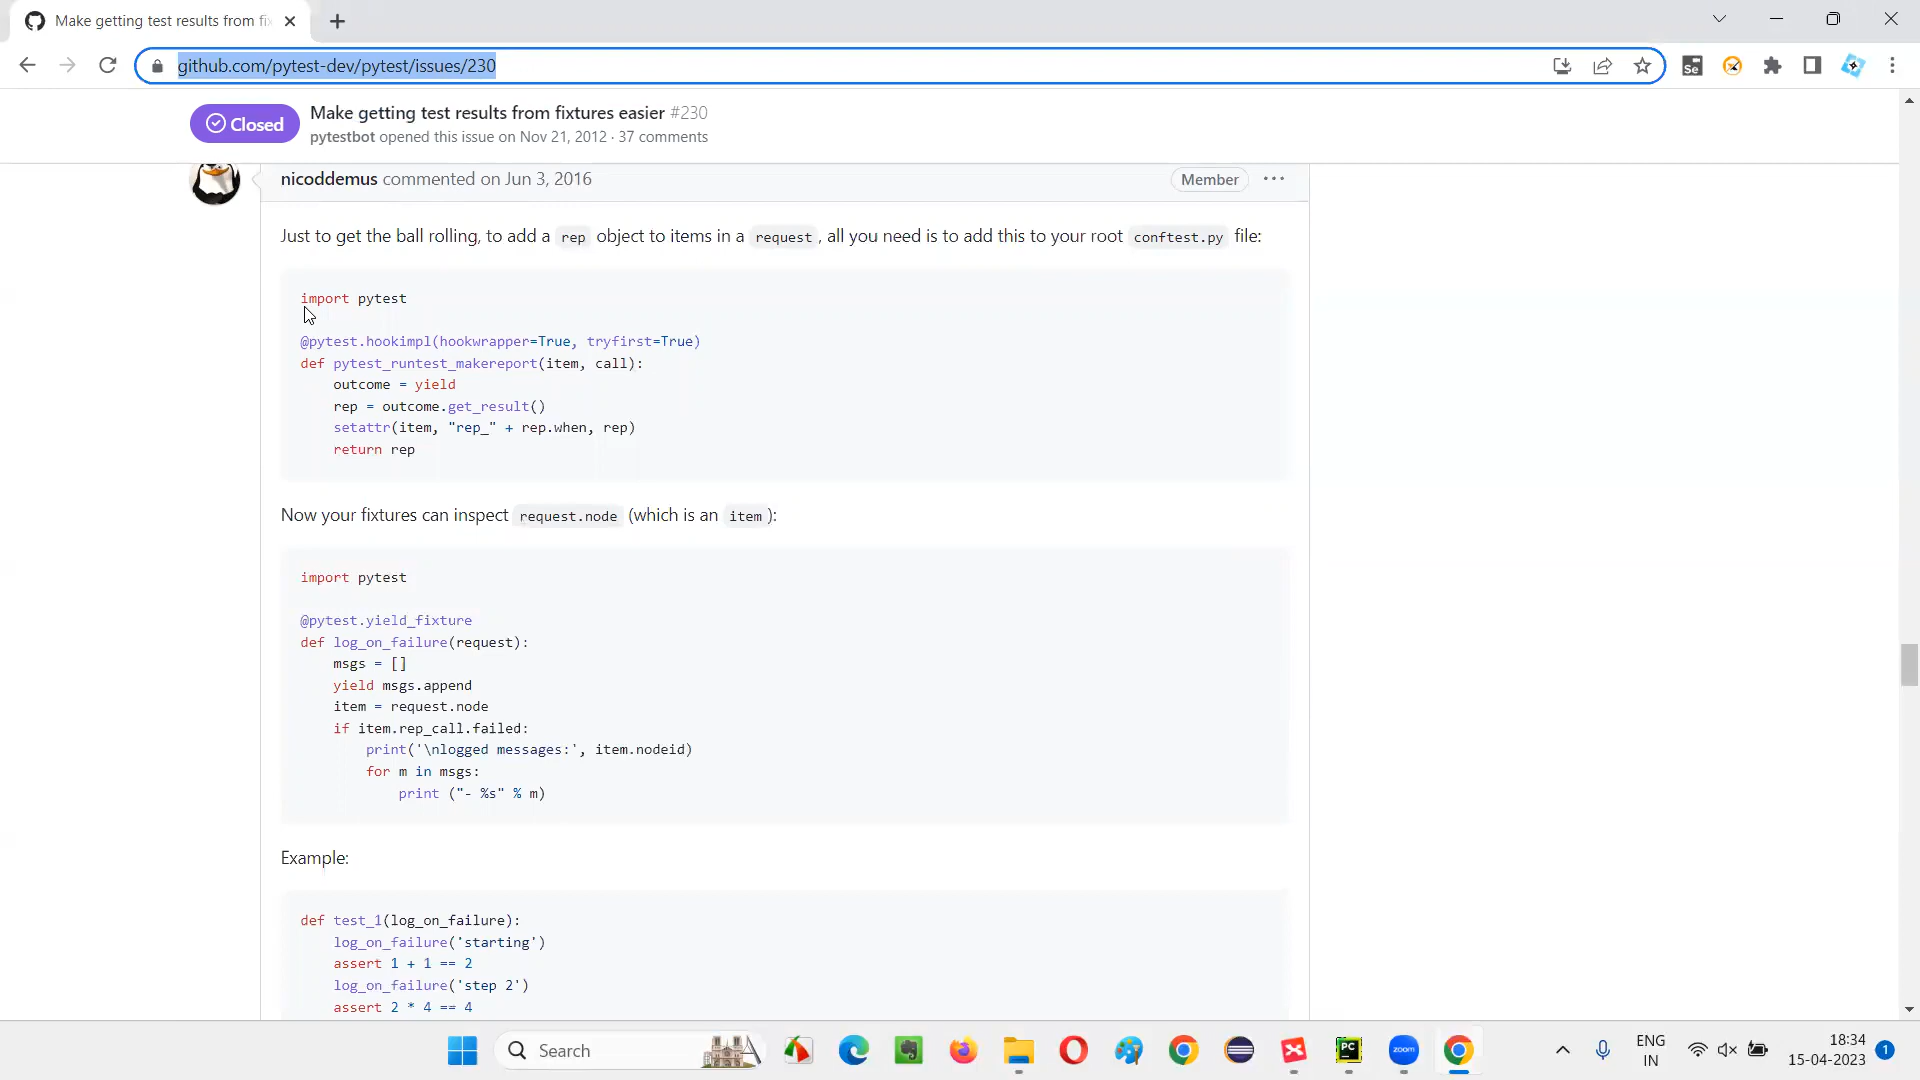 Make getting test results from fi
github.com/pytest-dev/pytest/issues/230
Closed
Make getting test results from fixtures easier #230
pytestbot opened this issue on Nov 21, 2012 · 37 comments
nicoddemus commented on Jun 3, 2016
Member
Just to get the ball rolling, to add a rep object to items in a request, all you need is to add this to your root conftest.py file:
import pytest
@pytest.hookimpl(hookwrapper=True, tryfirst=True)
def pytest_runtest_makereport(item, call):
    outcome = yield
    rep = outcome.get_result()
    setattr(item, "rep_" + rep.when, rep)
    return rep
Now your fixtures can inspect request.node (which is an item):
import pytest
@pytest.yield_fixture
def log_on_failure(request):
    msgs = []
    yield msgs.append
    item = request.node
    if item.rep_call.failed:
        print('\nlogged messages:', item.nodeid)
        for m in msgs:
            print ("- %s" % m)
Example:
def test_1(log_on_failure):
    log_on_failure('starting')
    assert 1 + 1 == 2
    log_on_failure('step 2')
    assert 2 * 4 == 4
Search
Se
PC
zoom
ENG
IN
18:34
15-04-2023
1